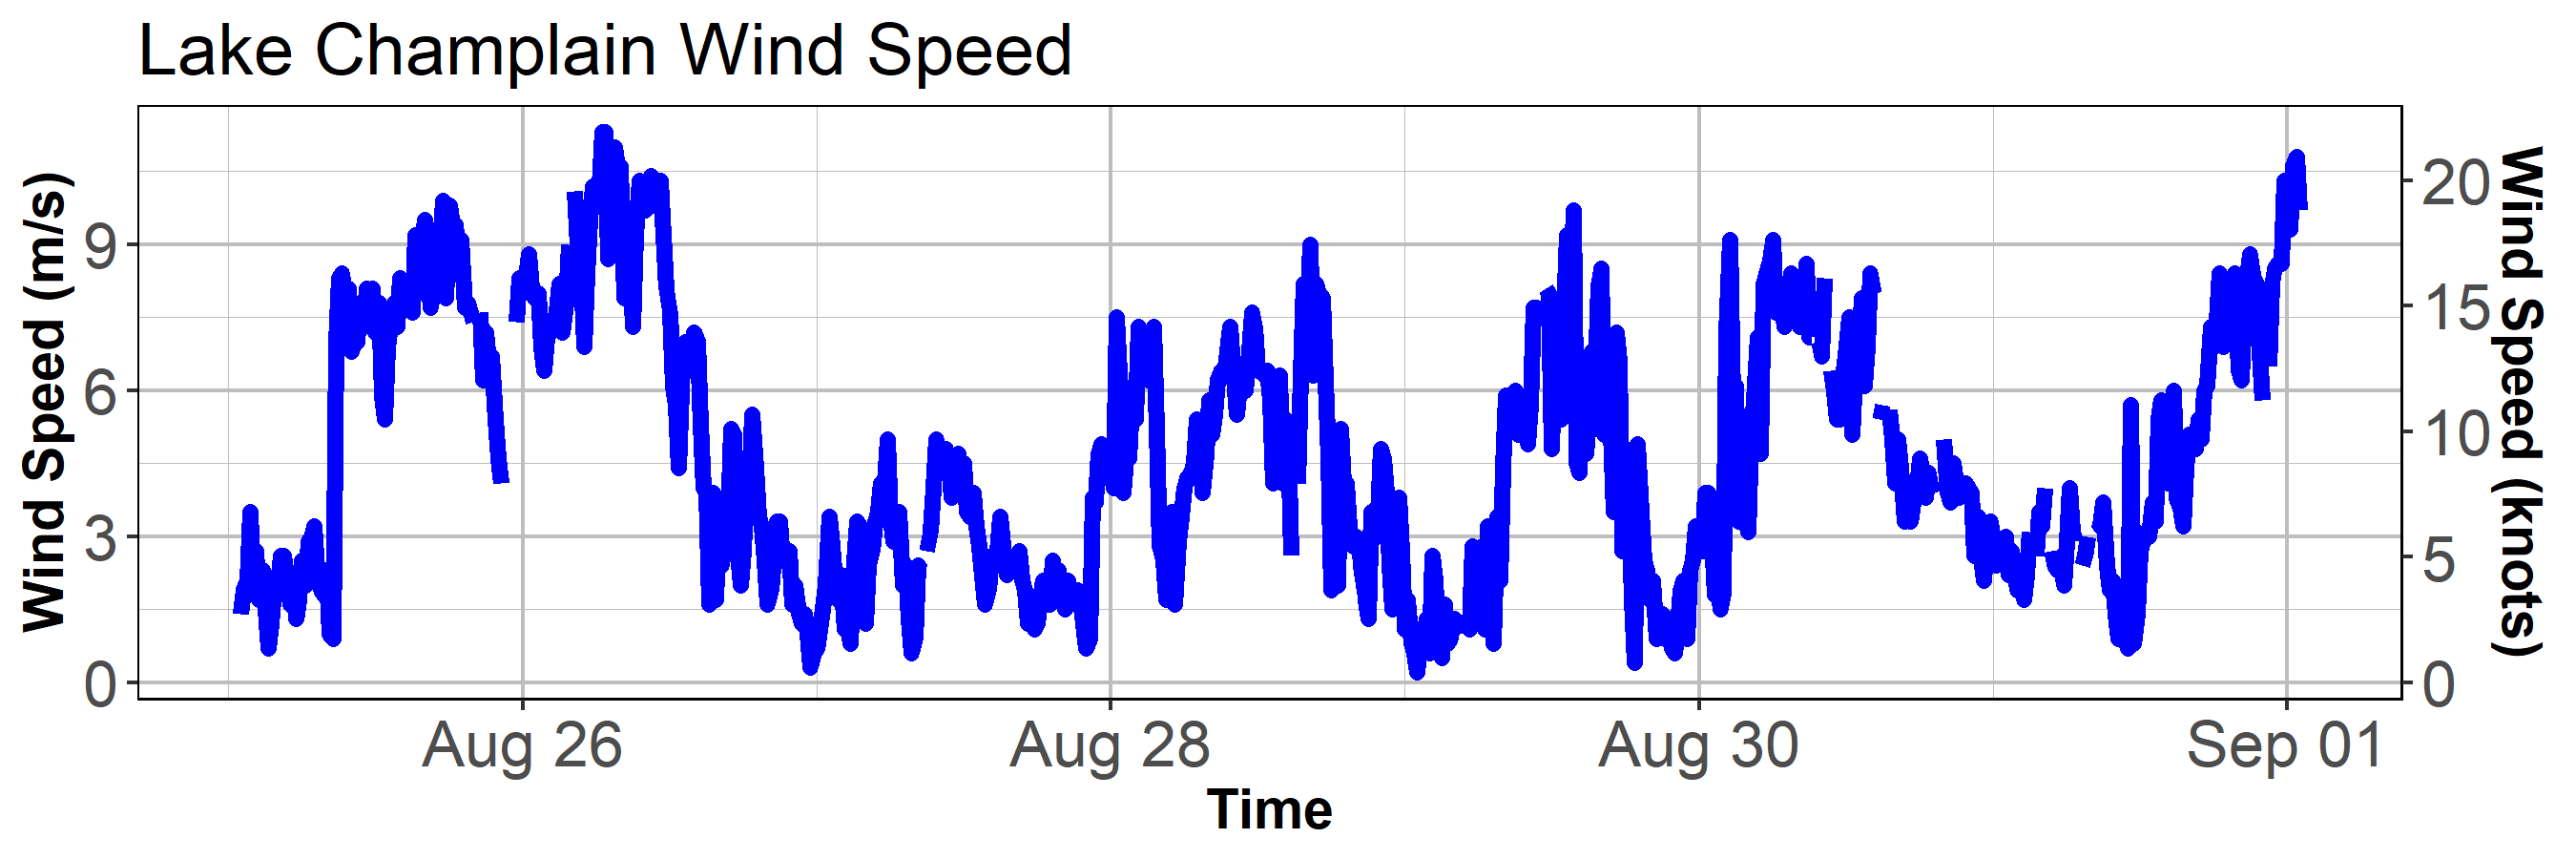 Lake Champlain Wind Speed
Wind Speed (m/s)
9
6
3
0
20
15
10
5
0
Wind Speed (knots)
Aug 26
Aug 28
Aug 30
Sep 01
Time